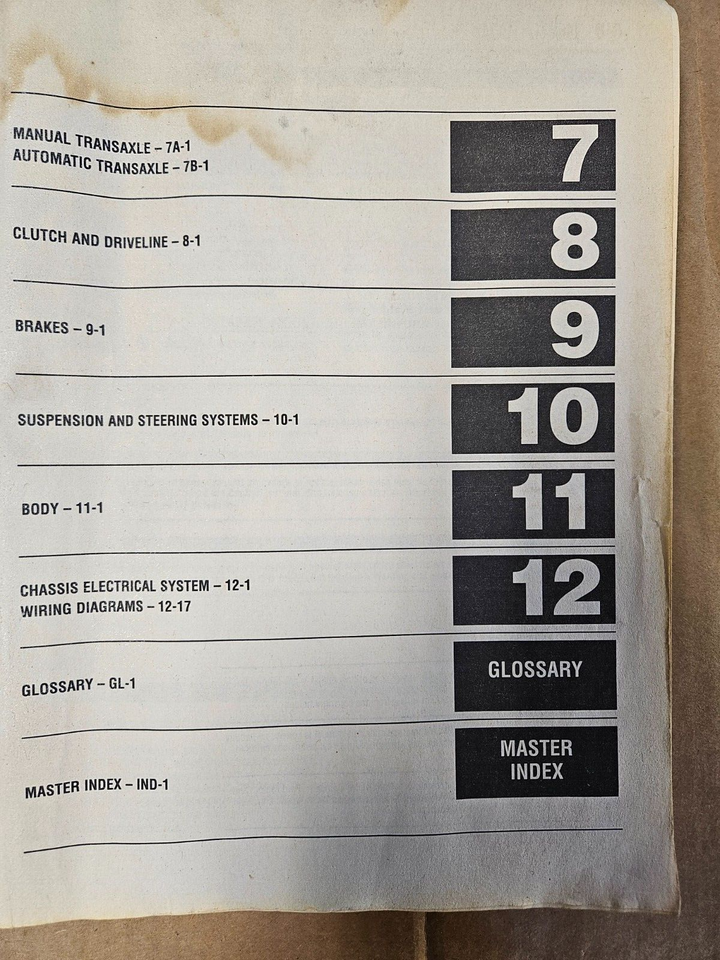 MANUAL TRANSAXLE – 7A-1
AUTOMATIC TRANSAXLE – 7B-1
7
CLUTCH AND DRIVELINE – 8-1
8
BRAKES – 9-1
9
SUSPENSION AND STEERING SYSTEMS – 10-1
10
BODY – 11-1
11
CHASSIS ELECTRICAL SYSTEM – 12-1
WIRING DIAGRAMS – 12-17
12
GLOSSARY – GL-1
GLOSSARY
MASTER INDEX – IND-1
MASTER
INDEX